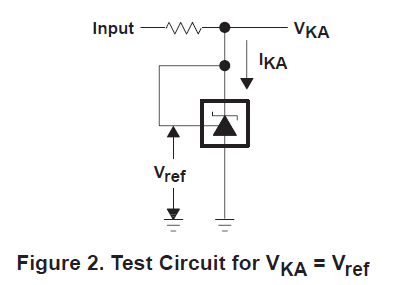 Input
VKA
IKA
Vref
Figure 2. Test Circuit for VKA = Vref